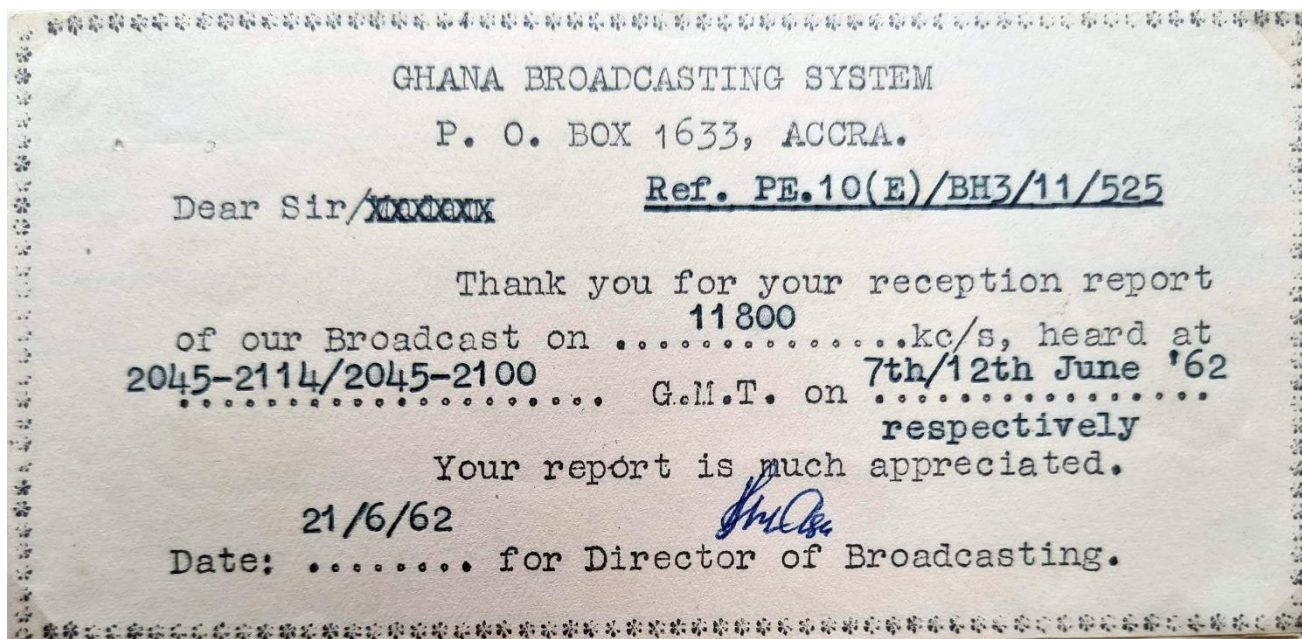 GHANA BROADCASTING SYSTEM
P. O. BOX 1633, ACCRA.
Dear Sir/XXXXXX Ref. PE.10(E)/BH3/11/525
Thank you for your reception report
of our Broadcast on ..11800..kc/s, heard at
2045-2114/2045-2100 G.M.T. on 7th/12th June '62
respectively
Your report is much appreciated.
21/6/62
Date: ........ for Director of Broadcasting.